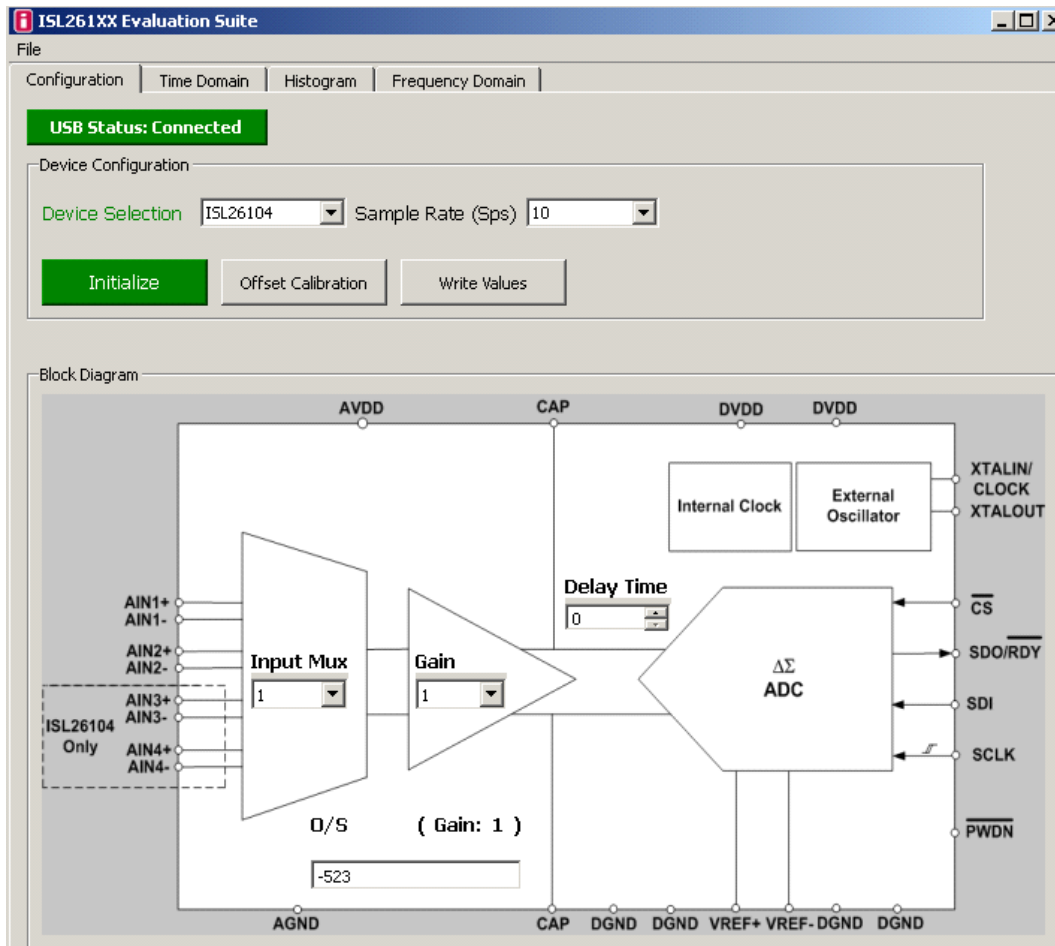 ISL261XX Evaluation Suite
File
Configuration Time Domain Histogram Frequency Domain
USB Status: Connected
Device Configuration
Device Selection ISL26104 Sample Rate (Sps) 10
Initialize Offset Calibration Write Values
Block Diagram
AVDD CAP DVDD DVDD
XTALIN/
CLOCK
XTALOUT
Internal Clock
External
Oscillator
Delay Time
0
AIN1+
AIN1-
AIN2+
AIN2-
AIN3+
AIN3-
AIN4+
AIN4-
ISL26104
Only
Input Mux
1
Gain
1
ΔΣ
ADC
CS
SDO/RDY
SDI
SCLK
PWDN
O/S ( Gain: 1 )
-523
AGND CAP DGND DGND VREF+ VREF- DGND DGND